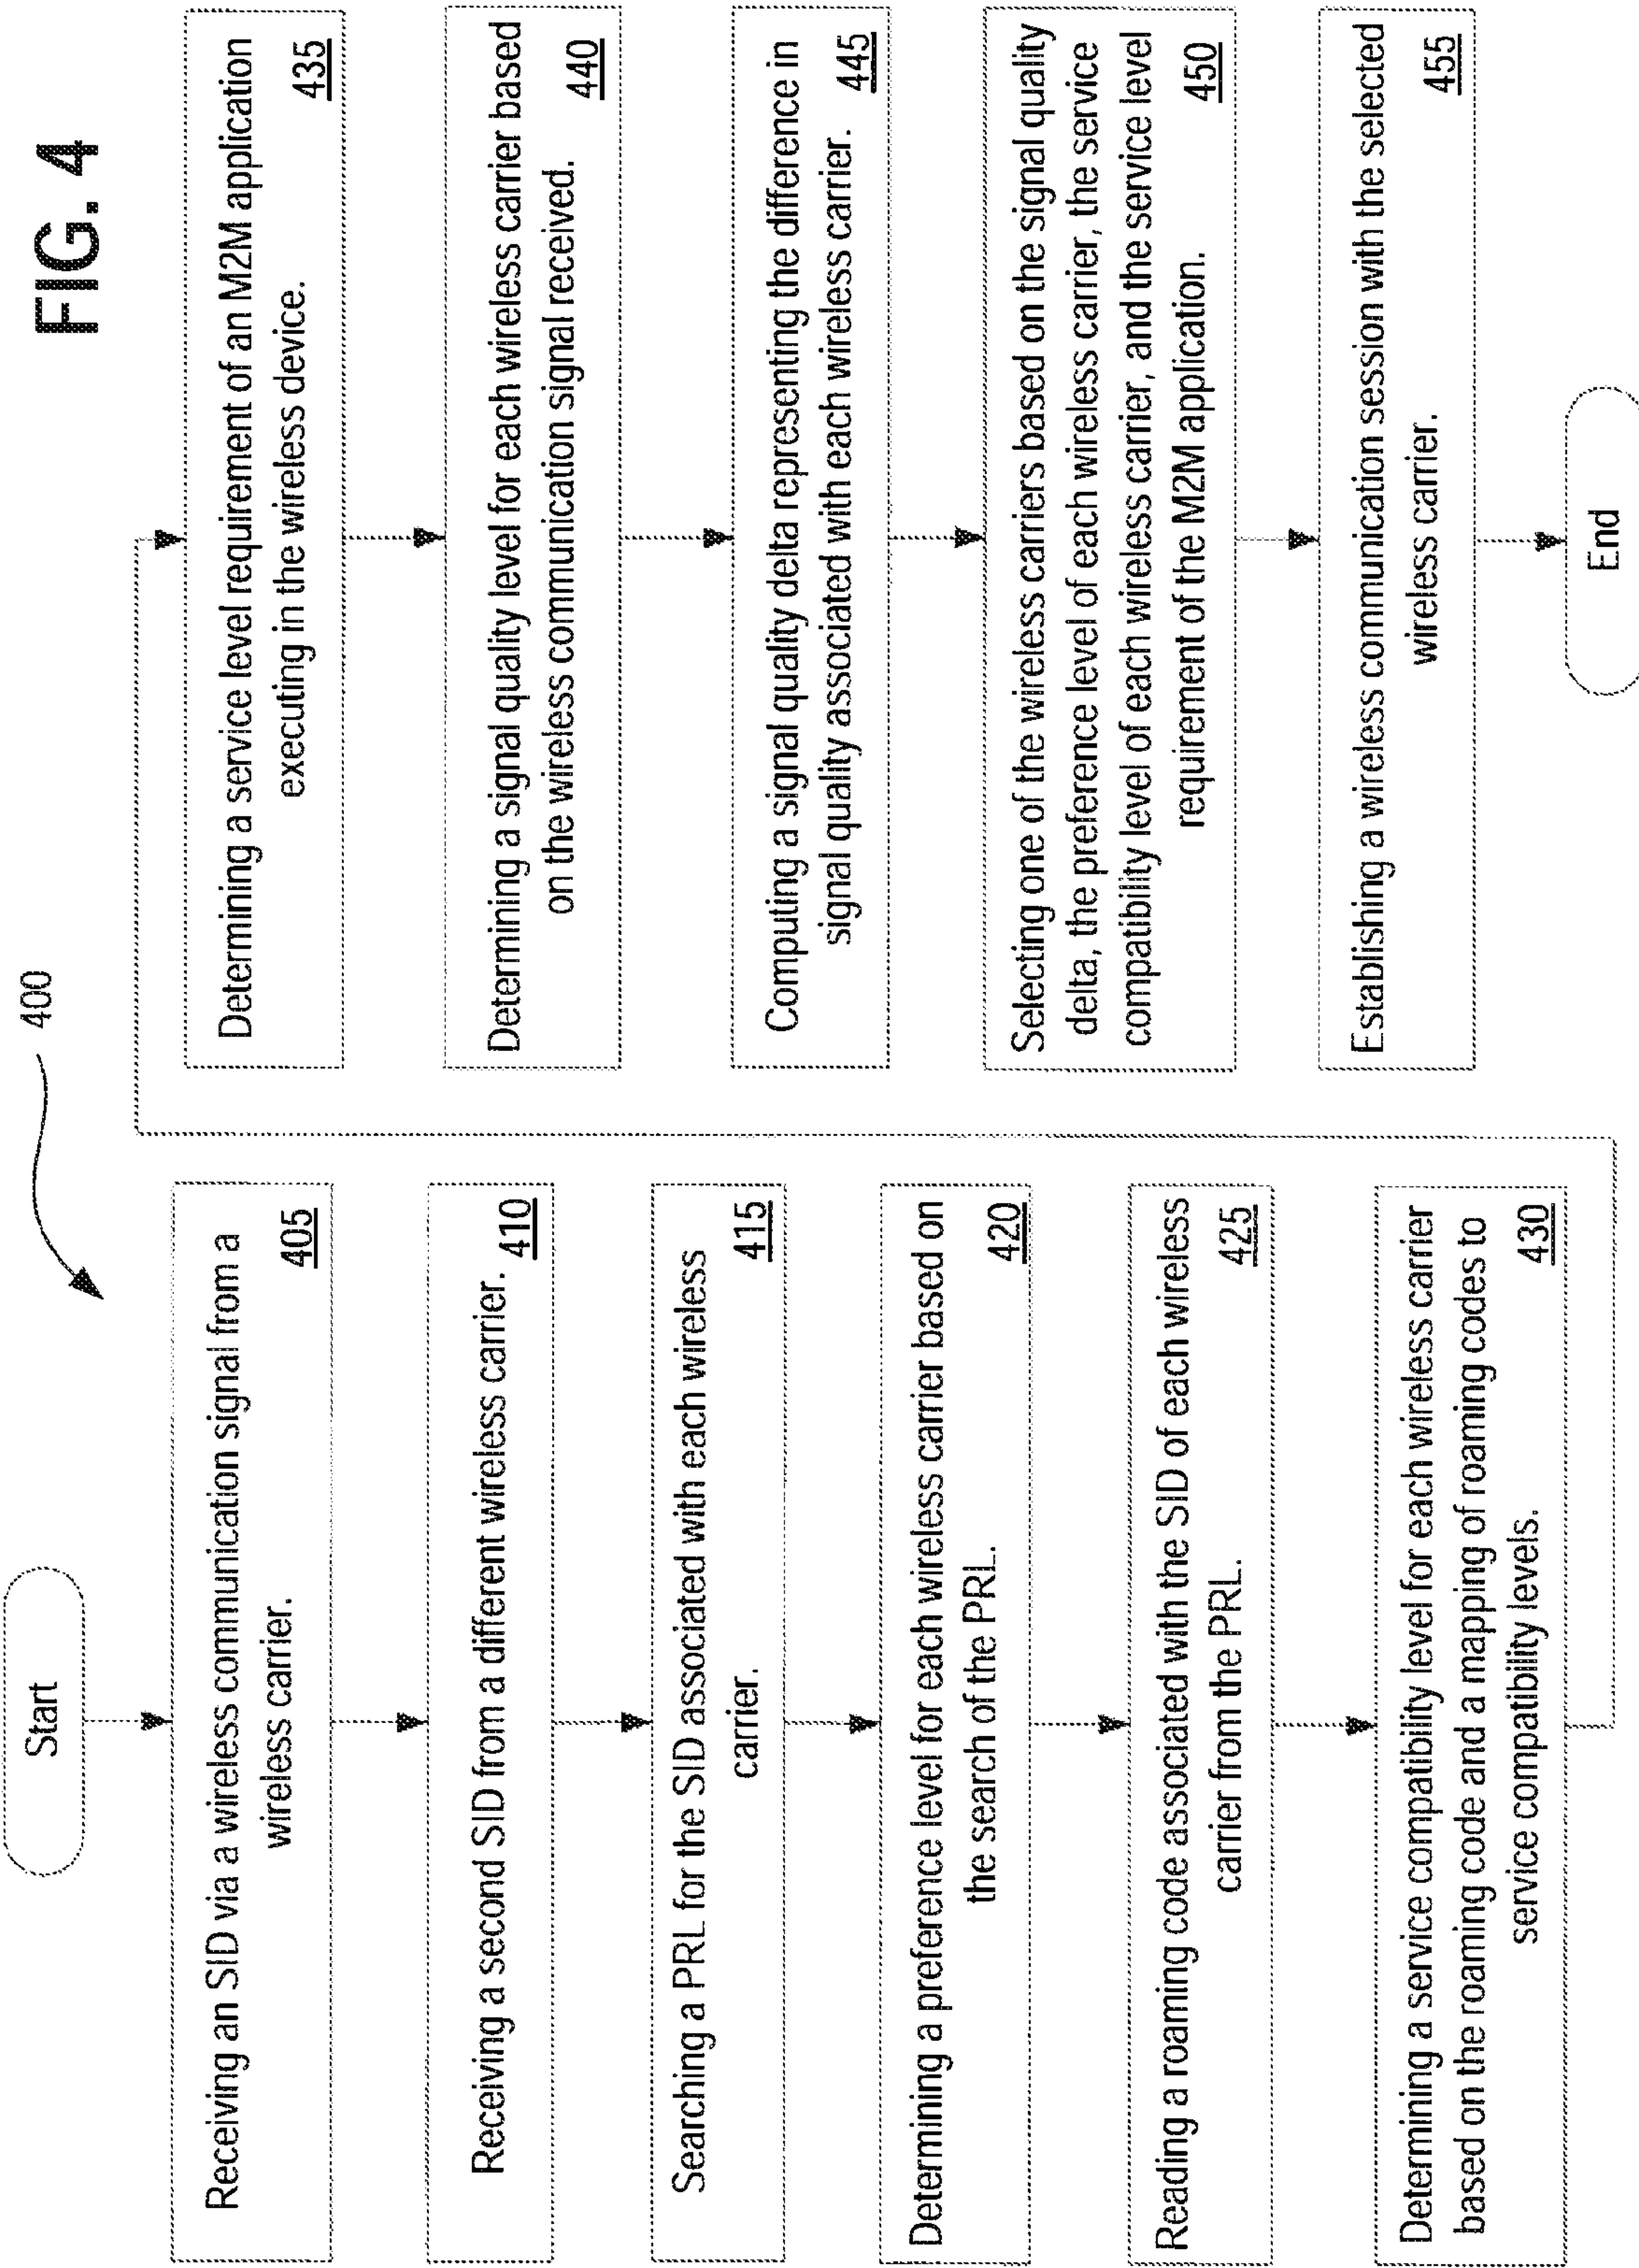 FIG. 4
400
Start
Receiving an SID via a wireless communication signal from a
wireless carrier.
405
Receiving a second SID from a different wireless carrier.
410
Searching a PRL for the SID associated with each wireless
carrier.
415
Determining a preference level for each wireless carrier based on
the search of the PRL.
420
Reading a roaming code associated with the SID of each wireless
carrier from the PRL.
425
Determining a service compatibility level for each wireless carrier
based on the roaming code and a mapping of roaming codes to
service compatibility levels.
430
Determining a service level requirement of an M2M application
executing in the wireless device.
435
Determining a signal quality level for each wireless carrier based
on the wireless communication signal received.
440
Computing a signal quality delta representing the difference in
signal quality associated with each wireless carrier.
445
Selecting one of the wireless carriers based on the signal quality
delta, the preference level of each wireless carrier, the service
compatibility level of each wireless carrier, and the service level
requirement of the M2M application.
450
Establishing a wireless communication session with the selected
wireless carrier.
455
End